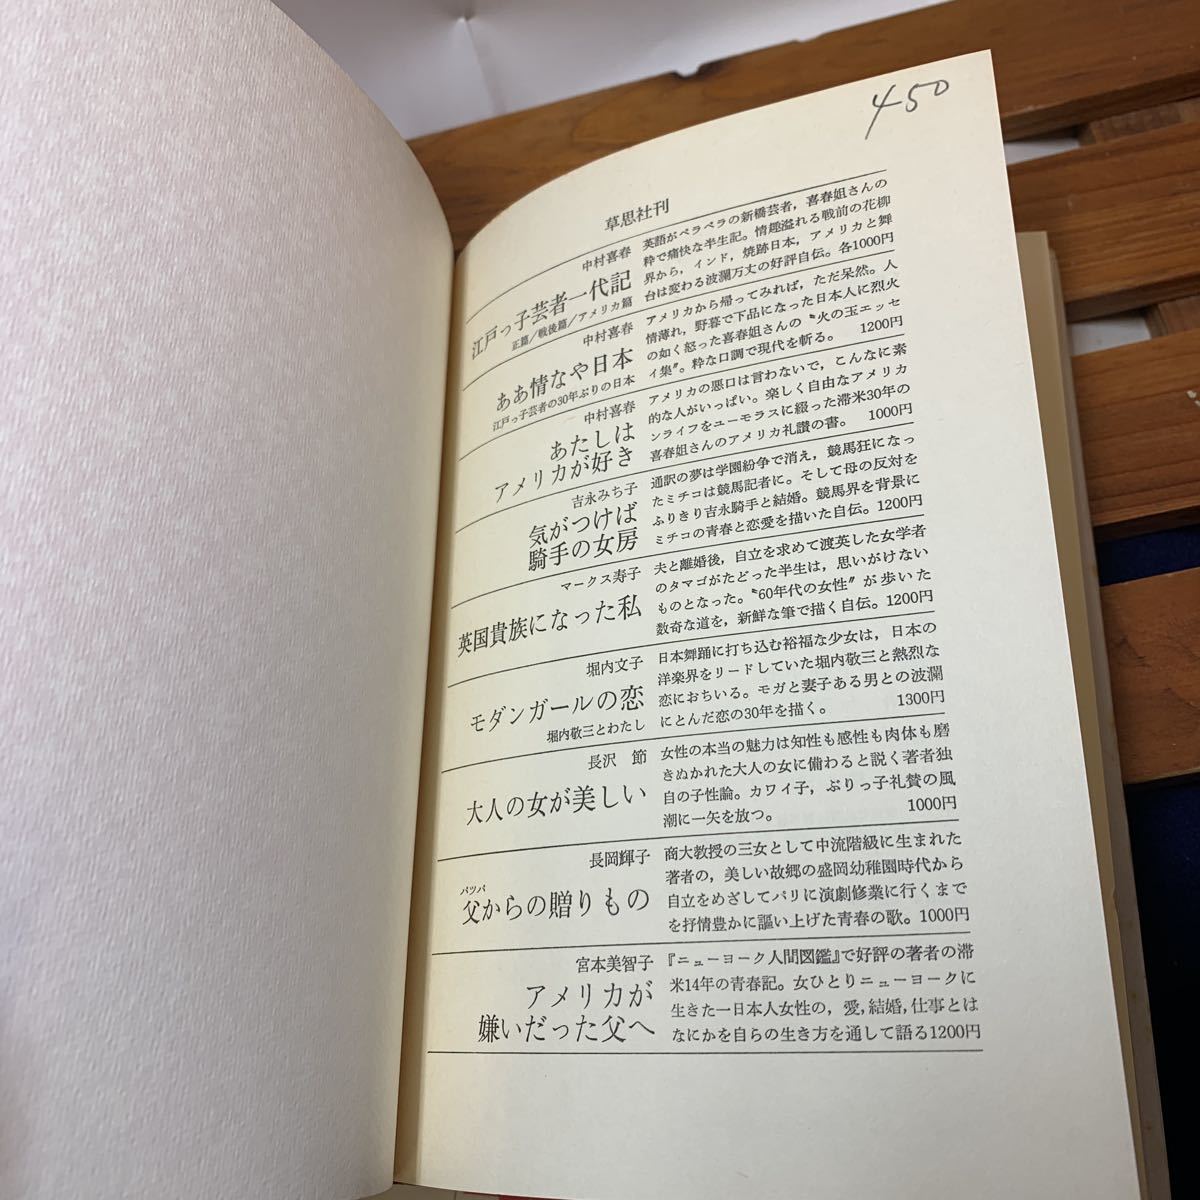 450
草思社刊
中村喜春
江戸っ子芸者一代記
正篇/戦後篇/アメリカ篇
英語がペラペラの新橋芸者，喜春姐さんの
粋で痛快な半生記。情趣溢れる戦前の花柳
界から，インド，焼跡日本，アメリカと舞
台は変わる波瀾万丈の好評自伝。各1000円
中村喜春
ああ情なや日本
江戸っ子芸者の30年ぶりの日本
アメリカから帰ってみれば，ただ呆然。人
情薄れ，野暮で下品になった日本人に烈火
の如く怒った喜春姐さんの〝火の玉エッセ
イ集〟。粋な口調で現代を斬る。 1200円
中村喜春
あたしは
アメリカが好き
アメリカの悪口は言わないで，こんなに素
的な人がいっぱい。楽しく自由なアメリカ
ンライフをユーモラスに綴った滞米30年の
喜春姐さんのアメリカ礼讃の書。 1000円
吉永みち子
気がつけば
騎手の女房
通訳の夢は学園紛争で消え，競馬狂になっ
たミチコは競馬記者に。そして母の反対を
ふりきり吉永騎手と結婚。競馬界を背景に
ミチコの青春と恋愛を描いた自伝。1200円
マークス寿子
英国貴族になった私
夫と離婚後，自立を求めて渡英した女学者
のタマゴがたどった半生は，思いがけない
ものとなった。〝60年代の女性〟が歩いた
数奇な道を，新鮮な筆で描く自伝。1200円
堀内文子
モダンガールの恋
堀内敬三とわたし
日本舞踊に打ち込む裕福な少女は，日本の
洋楽界をリードしていた堀内敬三と熱烈な
恋におちいる。モガと妻子ある男との波瀾
にとんだ恋の30年を描く。 1300円
長沢 節
大人の女が美しい
女性の本当の魅力は知性も感性も肉体も磨
きぬかれた大人の女に備わると説く著者独
自の子性論。カワイ子，ぶりっ子礼賛の風
潮に一矢を放つ。 1000円
長岡輝子
パツパ
父からの贈りもの
商大教授の三女として中流階級に生まれた
著者の，美しい故郷の盛岡幼稚園時代から
自立をめざしてパリに演劇修業に行くまで
を抒情豊かに謳い上げた青春の歌。1000円
宮本美智子
アメリカが
嫌いだった父へ
『ニューヨーク人間図鑑』で好評の著者の滞
米14年の青春記。女ひとりニューヨークに
生きた一日本人女性の，愛，結婚，仕事とは
なにかを自らの生き方を通して語る1200円